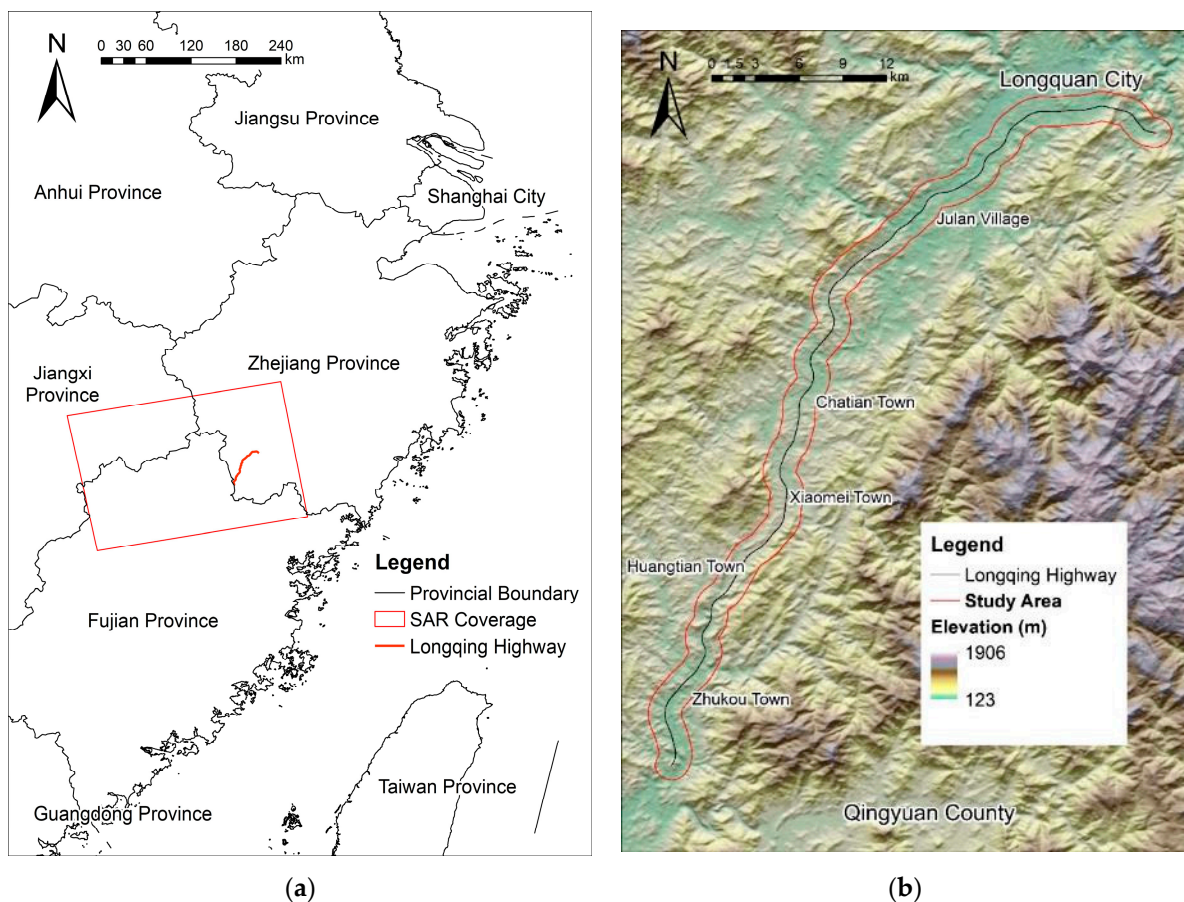 N
0 30 60 120 180 240
km
Jiangsu Province
Anhui Province
Shanghai City
Zhejiang Province
Jiangxi
Province
Legend
Provincial Boundary
SAR Coverage
Longqing Highway
Fujian Province
Taiwan Province
Guangdong Province
(a)
N
0 1.5 3 6 9 12
km
Longquan City
Julan Village
Chatian Town
Xiaomei Town
Huangtian Town
Zhukou Town
Legend
Longqing Highway
Study Area
Elevation (m)
1906
123
Qingyuan County
(b)